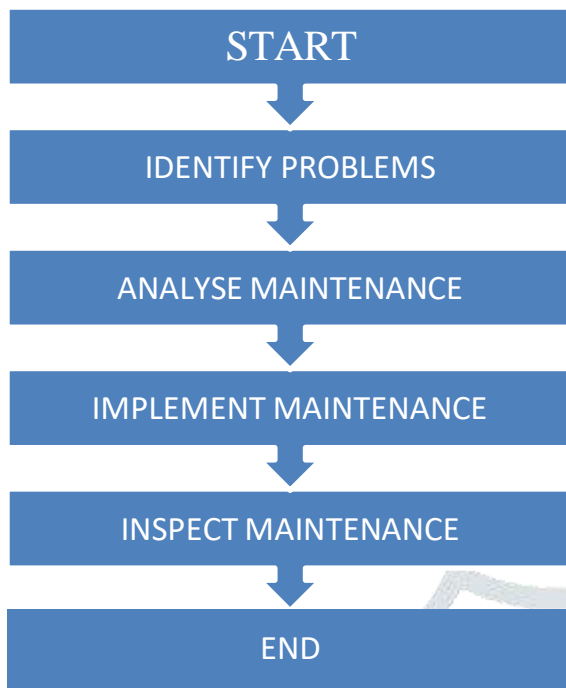 START
IDENTIFY PROBLEMS
ANALYSE MAINTENANCE
IMPLEMENT MAINTENANCE
INSPECT MAINTENANCE
END